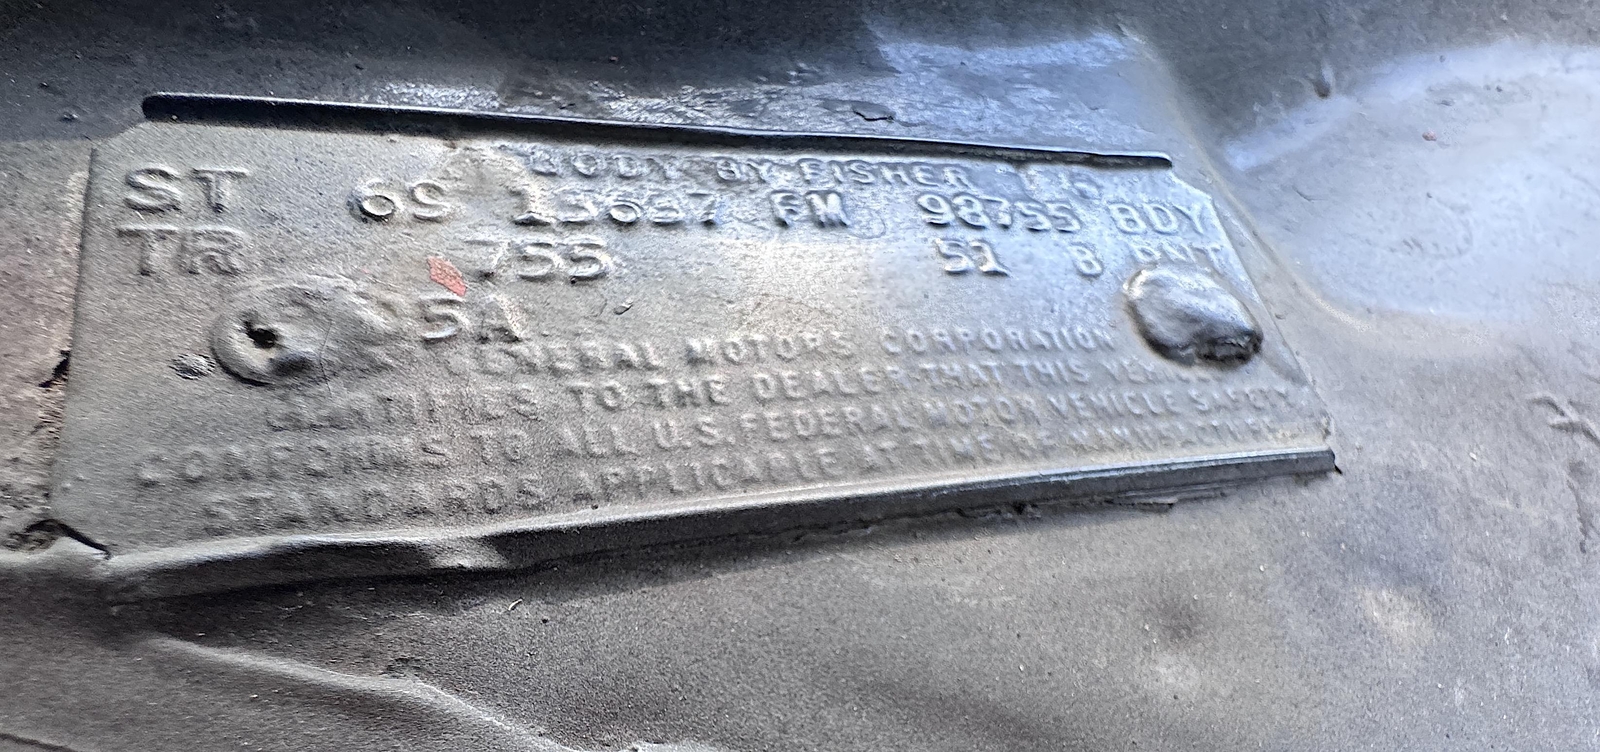 BODY BY FISHER
ST 69 13637 FM 98755 BDY
TR 755 51 B PNT
5A
GENERAL MOTORS CORPORATION
CERTIFIES TO THE DEALER THAT THIS VEHICLE
CONFORMS TO ALL U.S. FEDERAL MOTOR VEHICLE SAFETY
STANDARDS APPLICABLE AT TIME OF MANUFACTURE